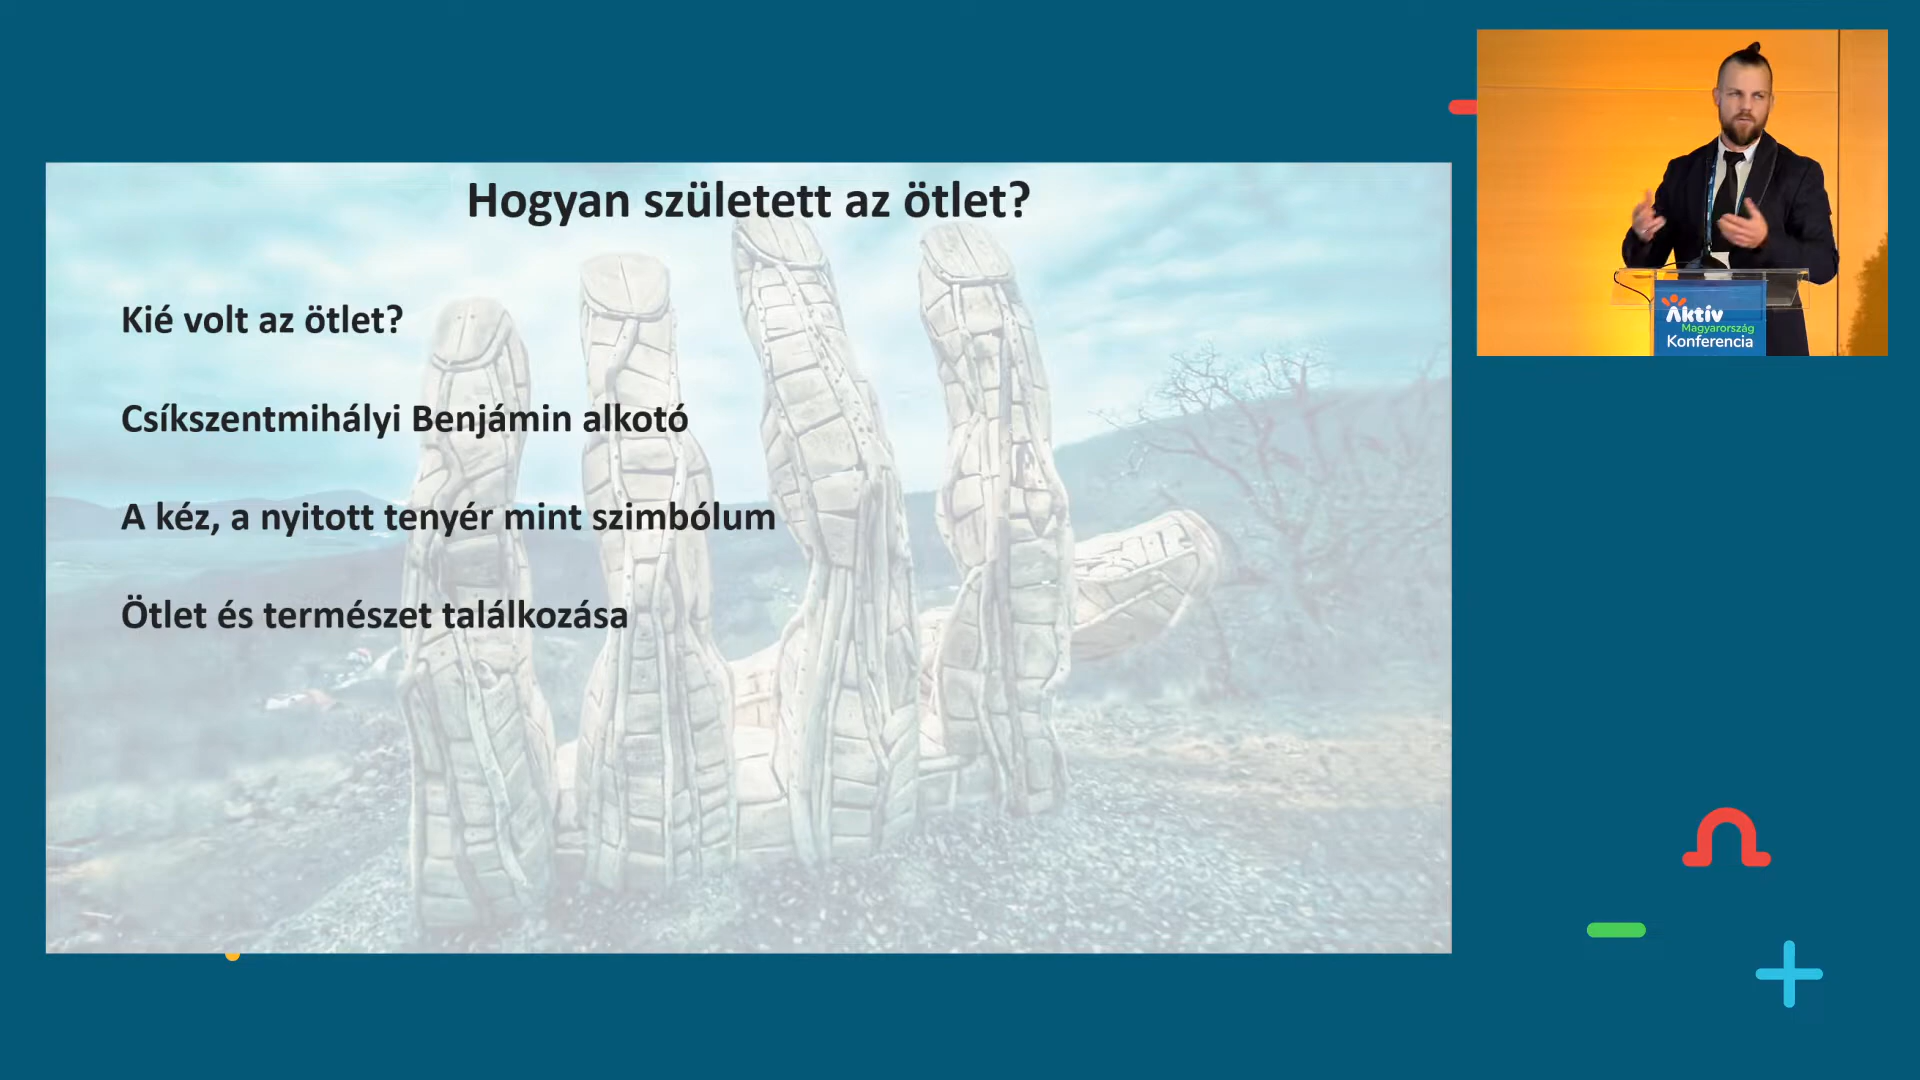 Hogyan született az ötlet?
Kié volt az ötlet?
Csíkszentmihályi Benjámin alkotó
A kéz, a nyitott tenyér mint szimbólum
Ötlet és természet találkozása
Aktív
Magyarország
Konferencia